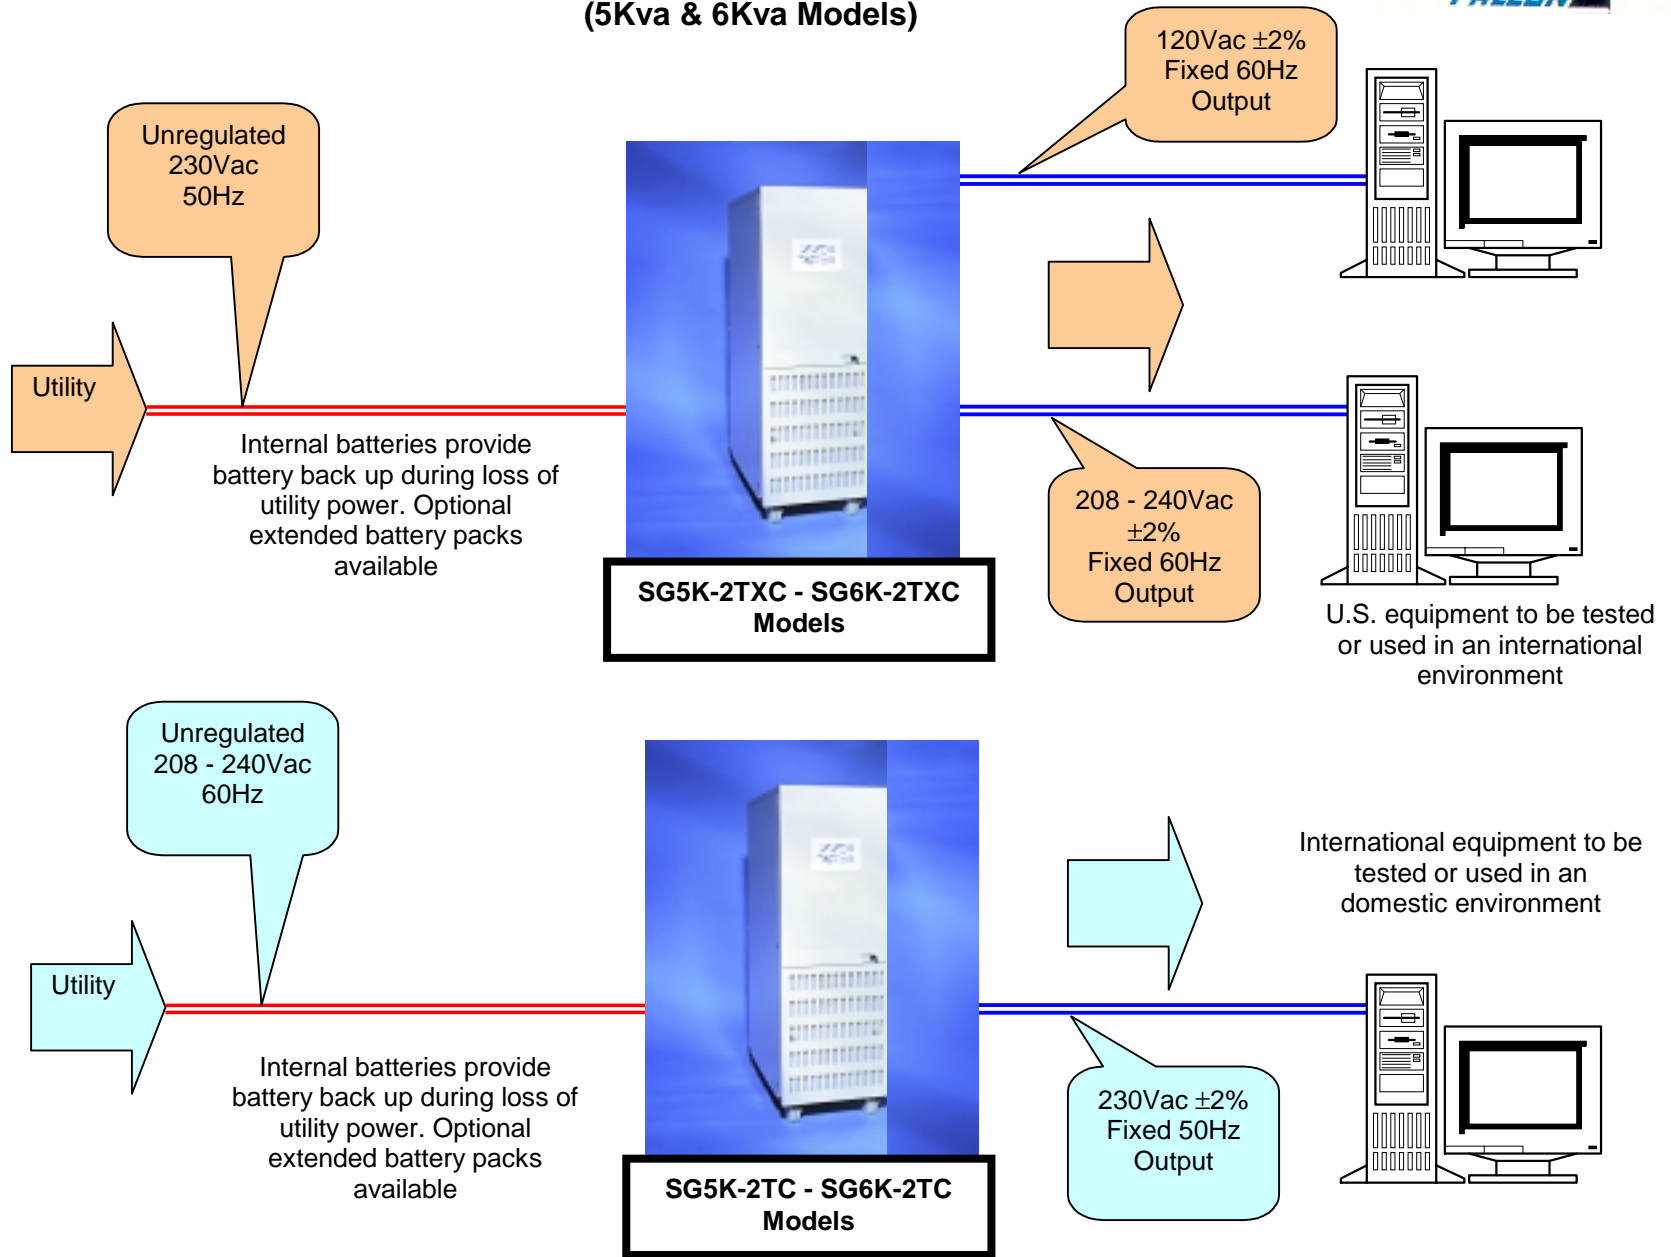 (5Kva & 6Kva Models)
120Vac ±2%
Fixed 60Hz
Output
Unregulated
230Vac
50Hz
Utility
Internal batteries provide
battery back up during loss of
utility power. Optional
extended battery packs
available
208 - 240Vac
±2%
Fixed 60Hz
Output
SG5K-2TXC - SG6K-2TXC
Models
U.S. equipment to be tested
or used in an international
environment
Unregulated
208 - 240Vac
60Hz
International equipment to be
tested or used in an
domestic environment
Utility
Internal batteries provide
battery back up during loss of
utility power. Optional
extended battery packs
available
230Vac ±2%
Fixed 50Hz
Output
SG5K-2TC - SG6K-2TC
Models